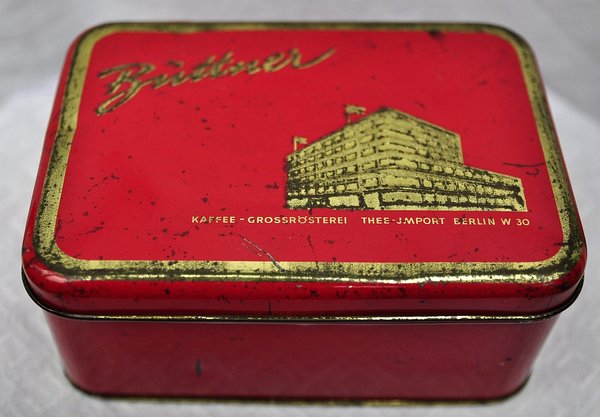 Büttner
KAFFEE - GROSSRÖSTEREI THEE-JMPORT BERLIN W 30